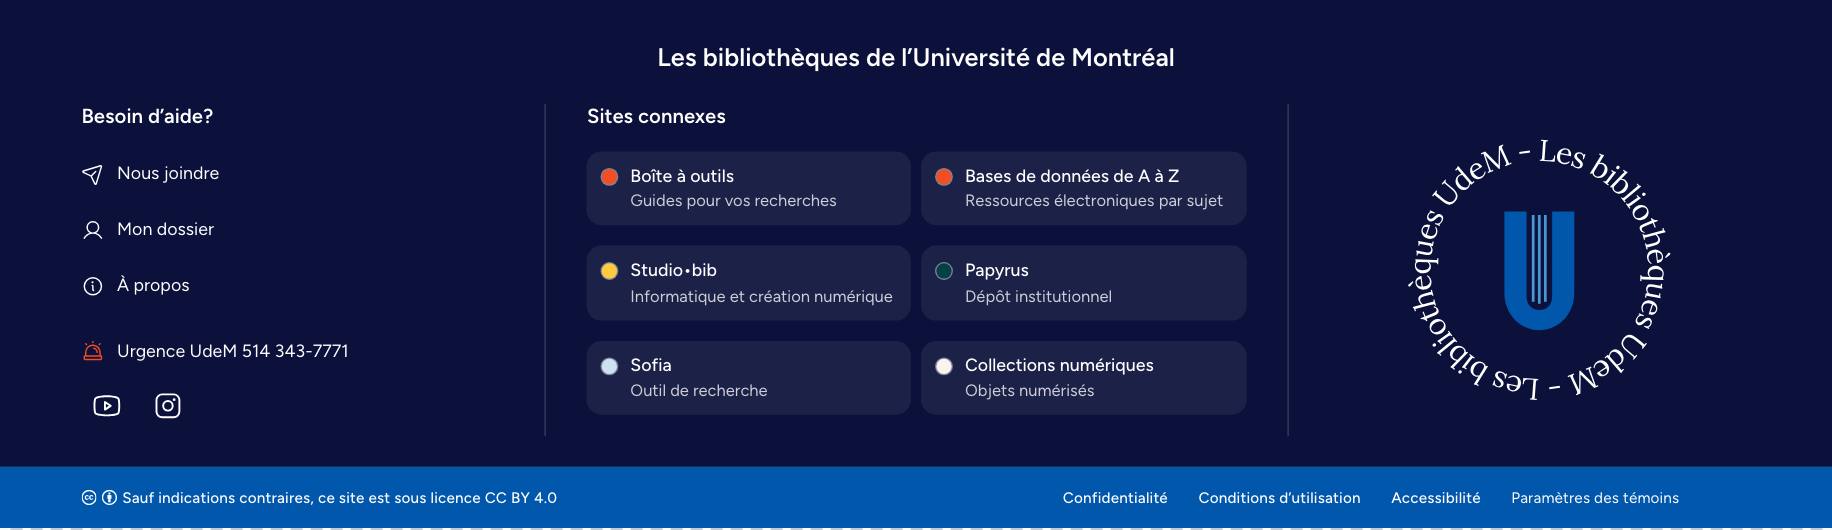 Les bibliothèques de l’Université de Montréal
Besoin d’aide?
Nous joindre
Mon dossier
À propos
Urgence UdeM 514 343-7771
Sites connexes
Boîte à outils
Guides pour vos recherches
Bases de données de A à Z
Ressources électroniques par sujet
Studio•bib
Informatique et création numérique
Papyrus
Dépôt institutionnel
Sofia
Outil de recherche
Collections numériques
Objets numérisés
Les bibliothèques UdeM – Les bibliothèques UdeM –
Sauf indications contraires, ce site est sous licence CC BY 4.0
Confidentialité
Conditions d’utilisation
Accessibilité
Paramètres des témoins